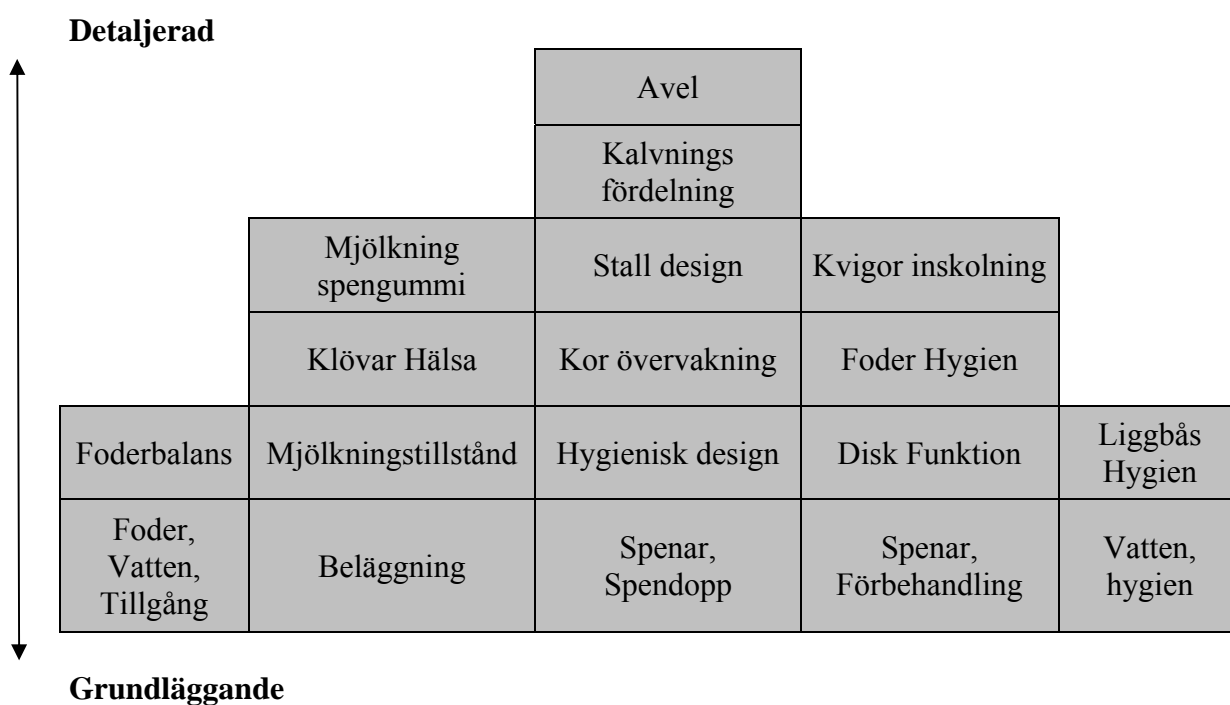 Detaljerad
Avel
Kalvnings
fördelning
Mjölkning
spengummi
Stall design
Kvigor inskolning
Klövar Hälsa
Kor övervakning
Foder Hygien
Foderbalans
Mjölkningstillstånd
Hygienisk design
Disk Funktion
Liggbås
Hygien
Foder,
Vatten,
Tillgång
Beläggning
Spenar,
Spendopp
Spenar,
Förbehandling
Vatten,
hygien
Grundläggande